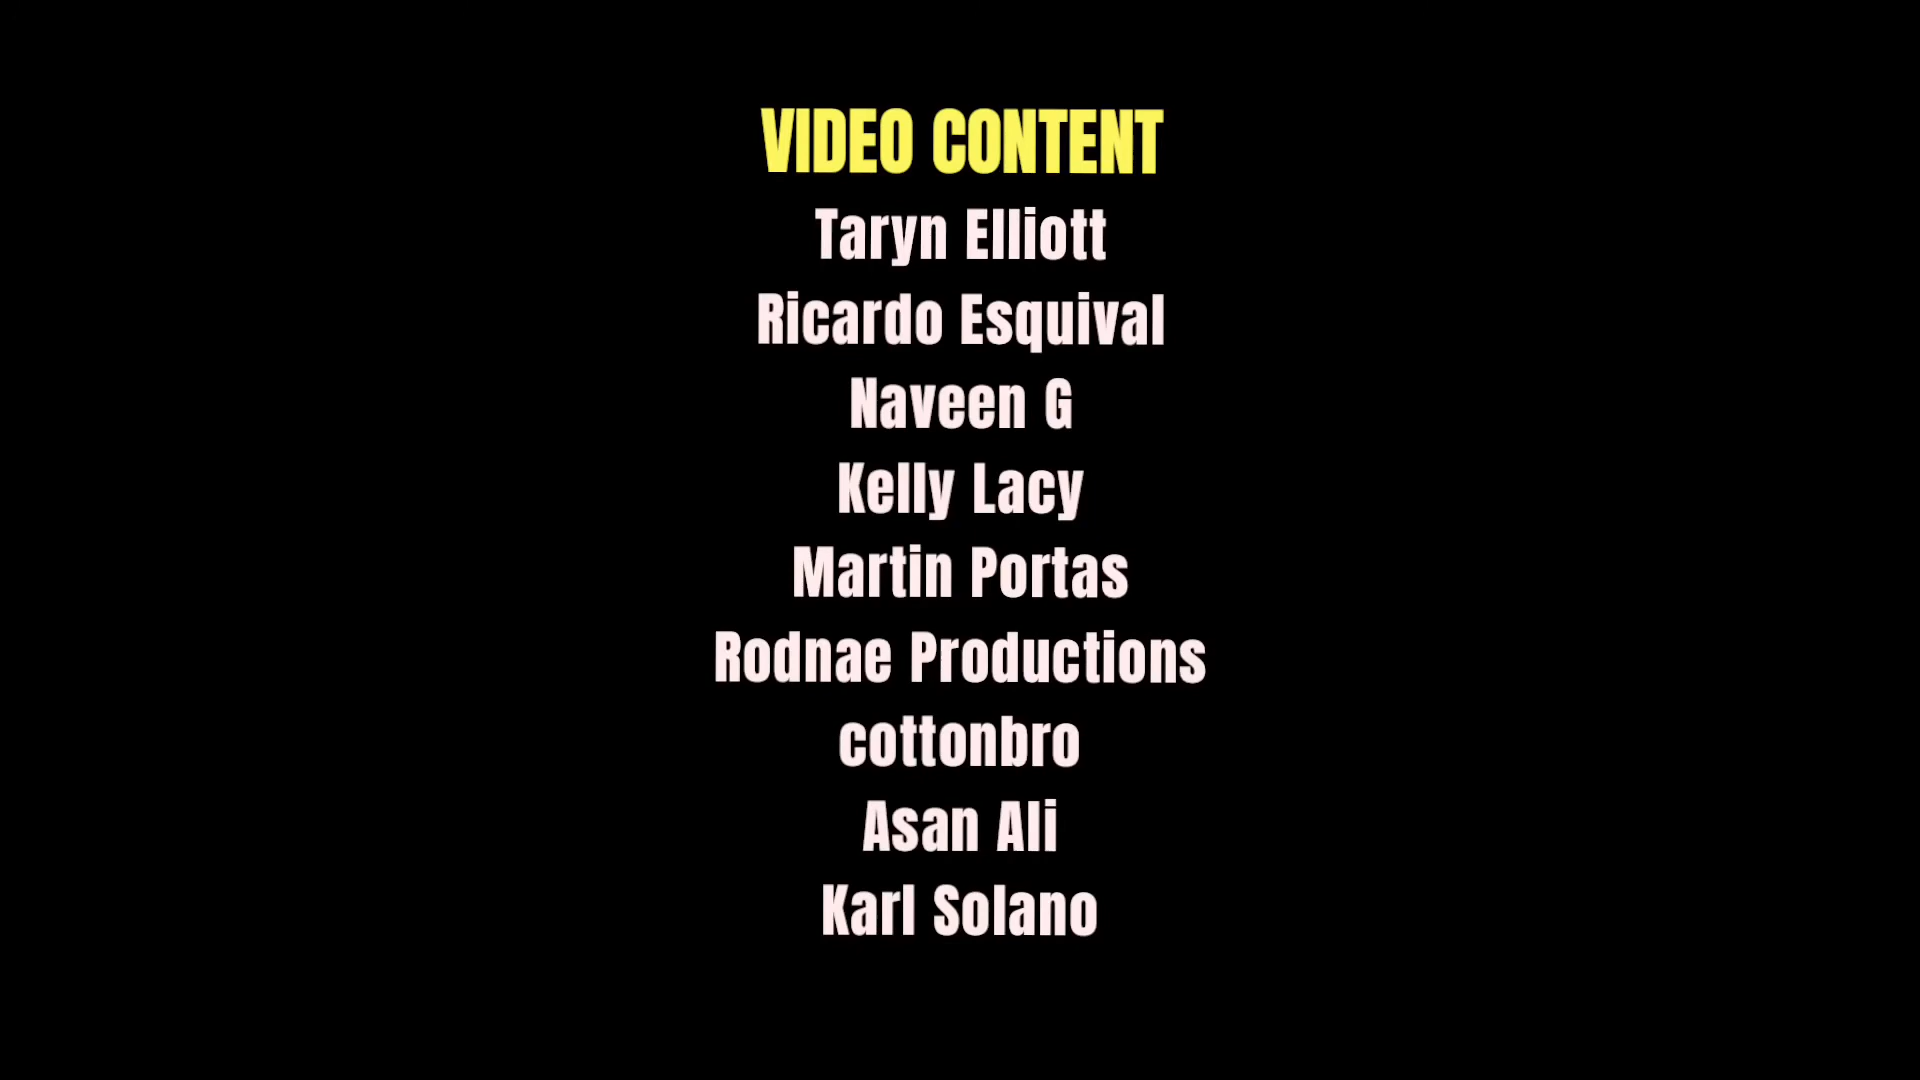 VIDEO CONTENT
Taryn Elliott
Ricardo Esquival
Naveen G
Kelly Lacy
Martin Portas
Rodnae Productions
cottonbro
Asan Ali
Karl Solano